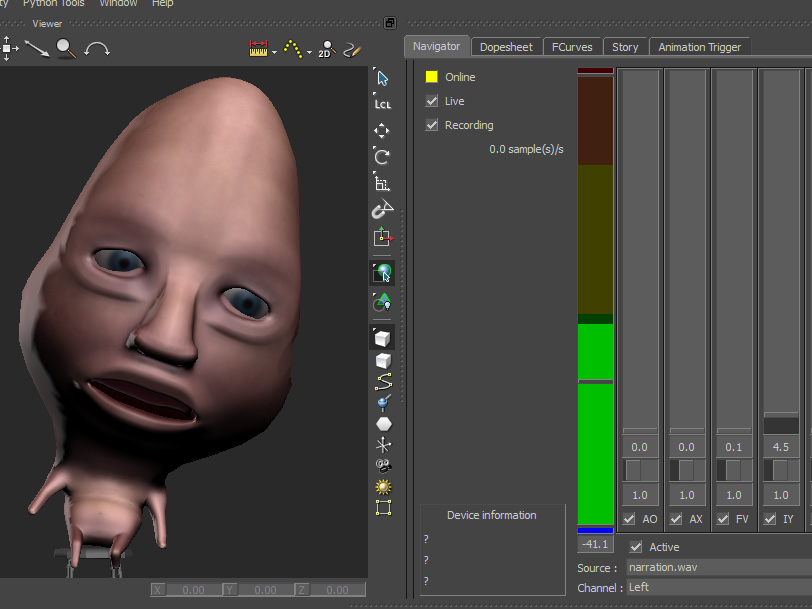 Python Tools Window Help
Viewer
2D
LCL
Navigator Dopesheet FCurves Story Animation Trigger
Online
Live
Recording
0.0 sample(s)/s
0.0 0.0 0.1 4.5
1.0 1.0 1.0 1.0
AO AX FV IY
Device information
?
?
?
-41.1
Active
Source : narration.wav
Channel : Left
X 0.00 Y 0.00 Z 0.00